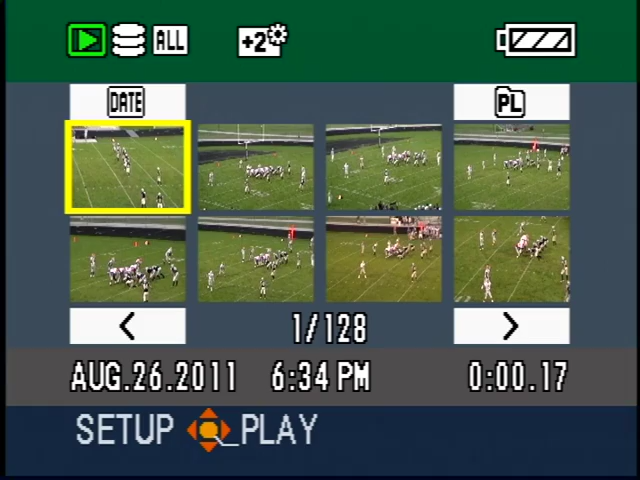 ALL +2
DATE PL
< 1/128 >
AUG.26.2011 6:34 PM 0:00.17
SETUP PLAY